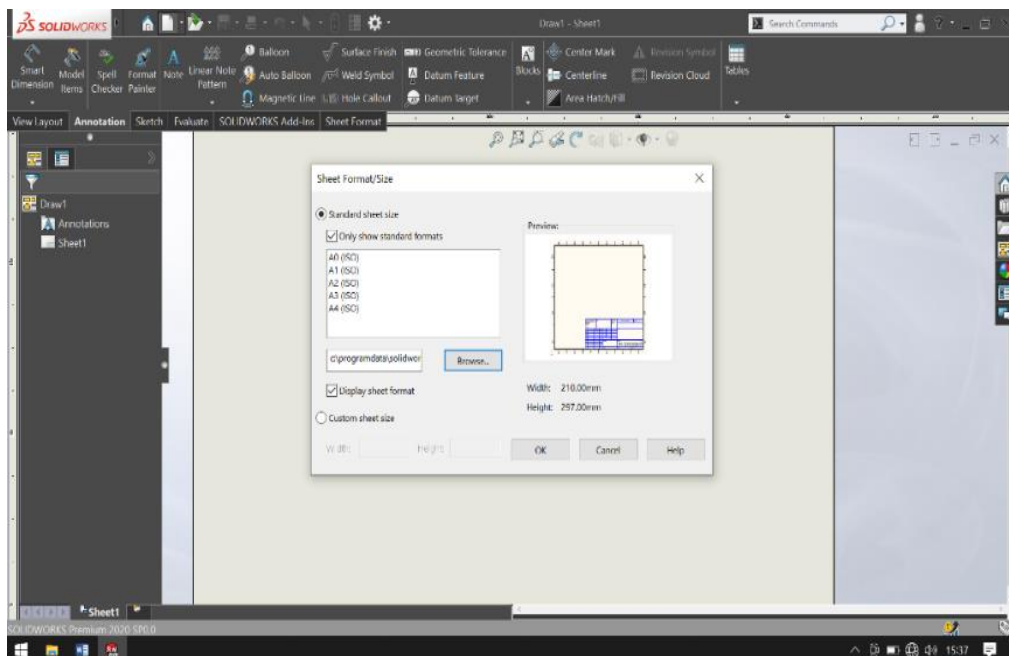 SOLIDWORKS
Draw1 - Sheet1
Search Commands
Smart Dimension
Model Items
Spell Checker
Format Painter
Note
Linear Note Pattern
Balloon
Auto Balloon
Magnetic Line
Surface Finish
Weld Symbol
Hole Callout
Geometric Tolerance
Datum Feature
Datum Target
Blocks
Center Mark
Centerline
Area Hatch/Fill
Revision Symbol
Revision Cloud
Tables
View Layout
Annotation
Sketch
Evaluate
SOLIDWORKS Add-Ins
Sheet Format
Draw1
Annotations
Sheet1
Sheet Format/Size
Standard sheet size
Only show standard formats
A0 (ISO)
A1 (ISO)
A2 (ISO)
A3 (ISO)
A4 (ISO)
c:\programdata\solidwor
Browse...
Display sheet format
Custom sheet size
Width:
Height:
Preview:
Width: 210.00mm
Height: 297.00mm
OK
Cancel
Help
Sheet1
SOLIDWORKS Premium 2020 SP0.0
15:37